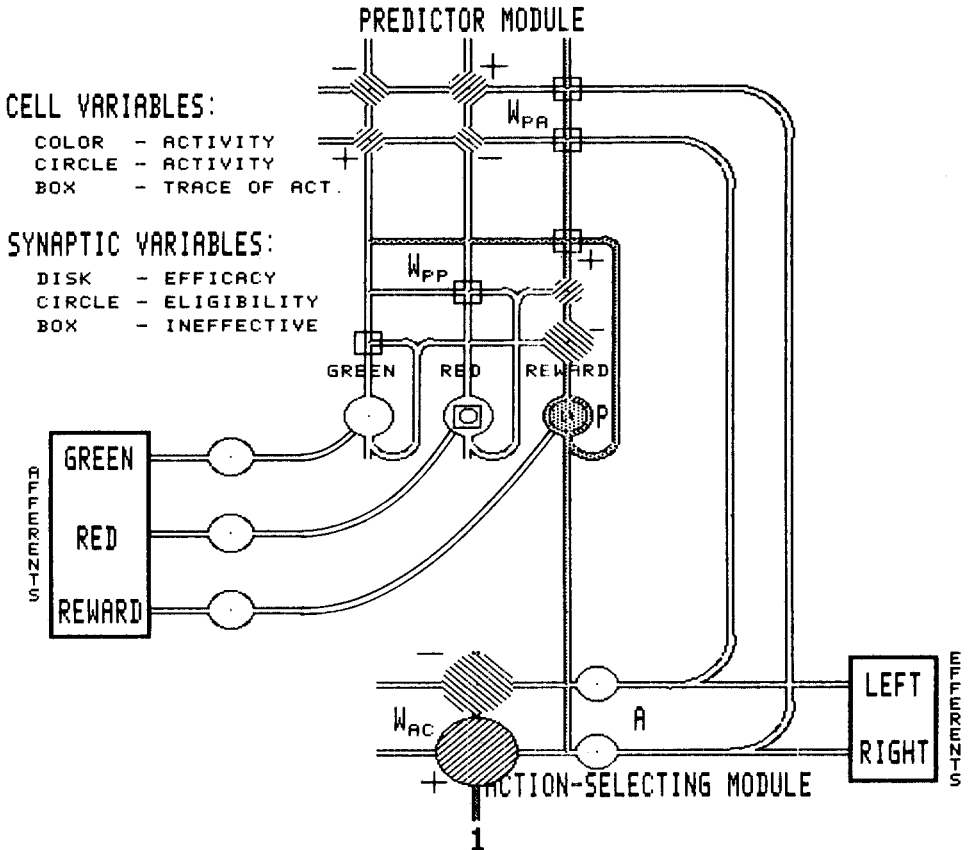 PREDICTOR MODULE
CELL VARIABLES:
COLOR - ACTIVITY
CIRCLE - ACTIVITY
BOX - TRACE OF ACT.
SYNAPTIC VARIABLES:
DISK - EFFICACY
CIRCLE - ELIGIBILITY
BOX - INEFFECTIVE
- +
W_PA
+ -
W_PP
+
-
GREEN RED REWARD
P
AFFERENTS
GREEN
RED
REWARD
-
W_AC
+
A
LEFT
RIGHT
EFFERENTS
ACTION-SELECTING MODULE
1